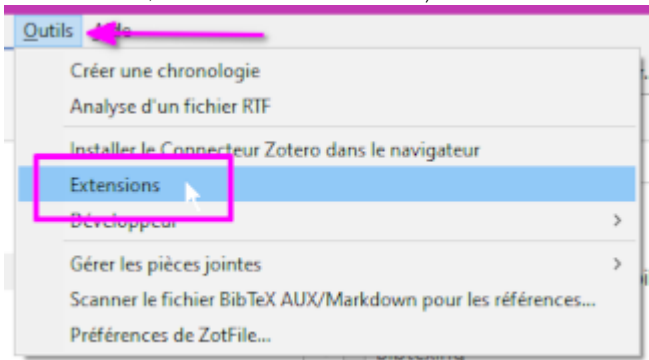 Outils
Créer une chronologie
Analyse d'un fichier RTF
Installer le Connecteur Zotero dans le navigateur
Extensions
Développeur
Gérer les pièces jointes
Scanner le fichier BibTeX AUX/Markdown pour les références...
Préférences de ZotFile...